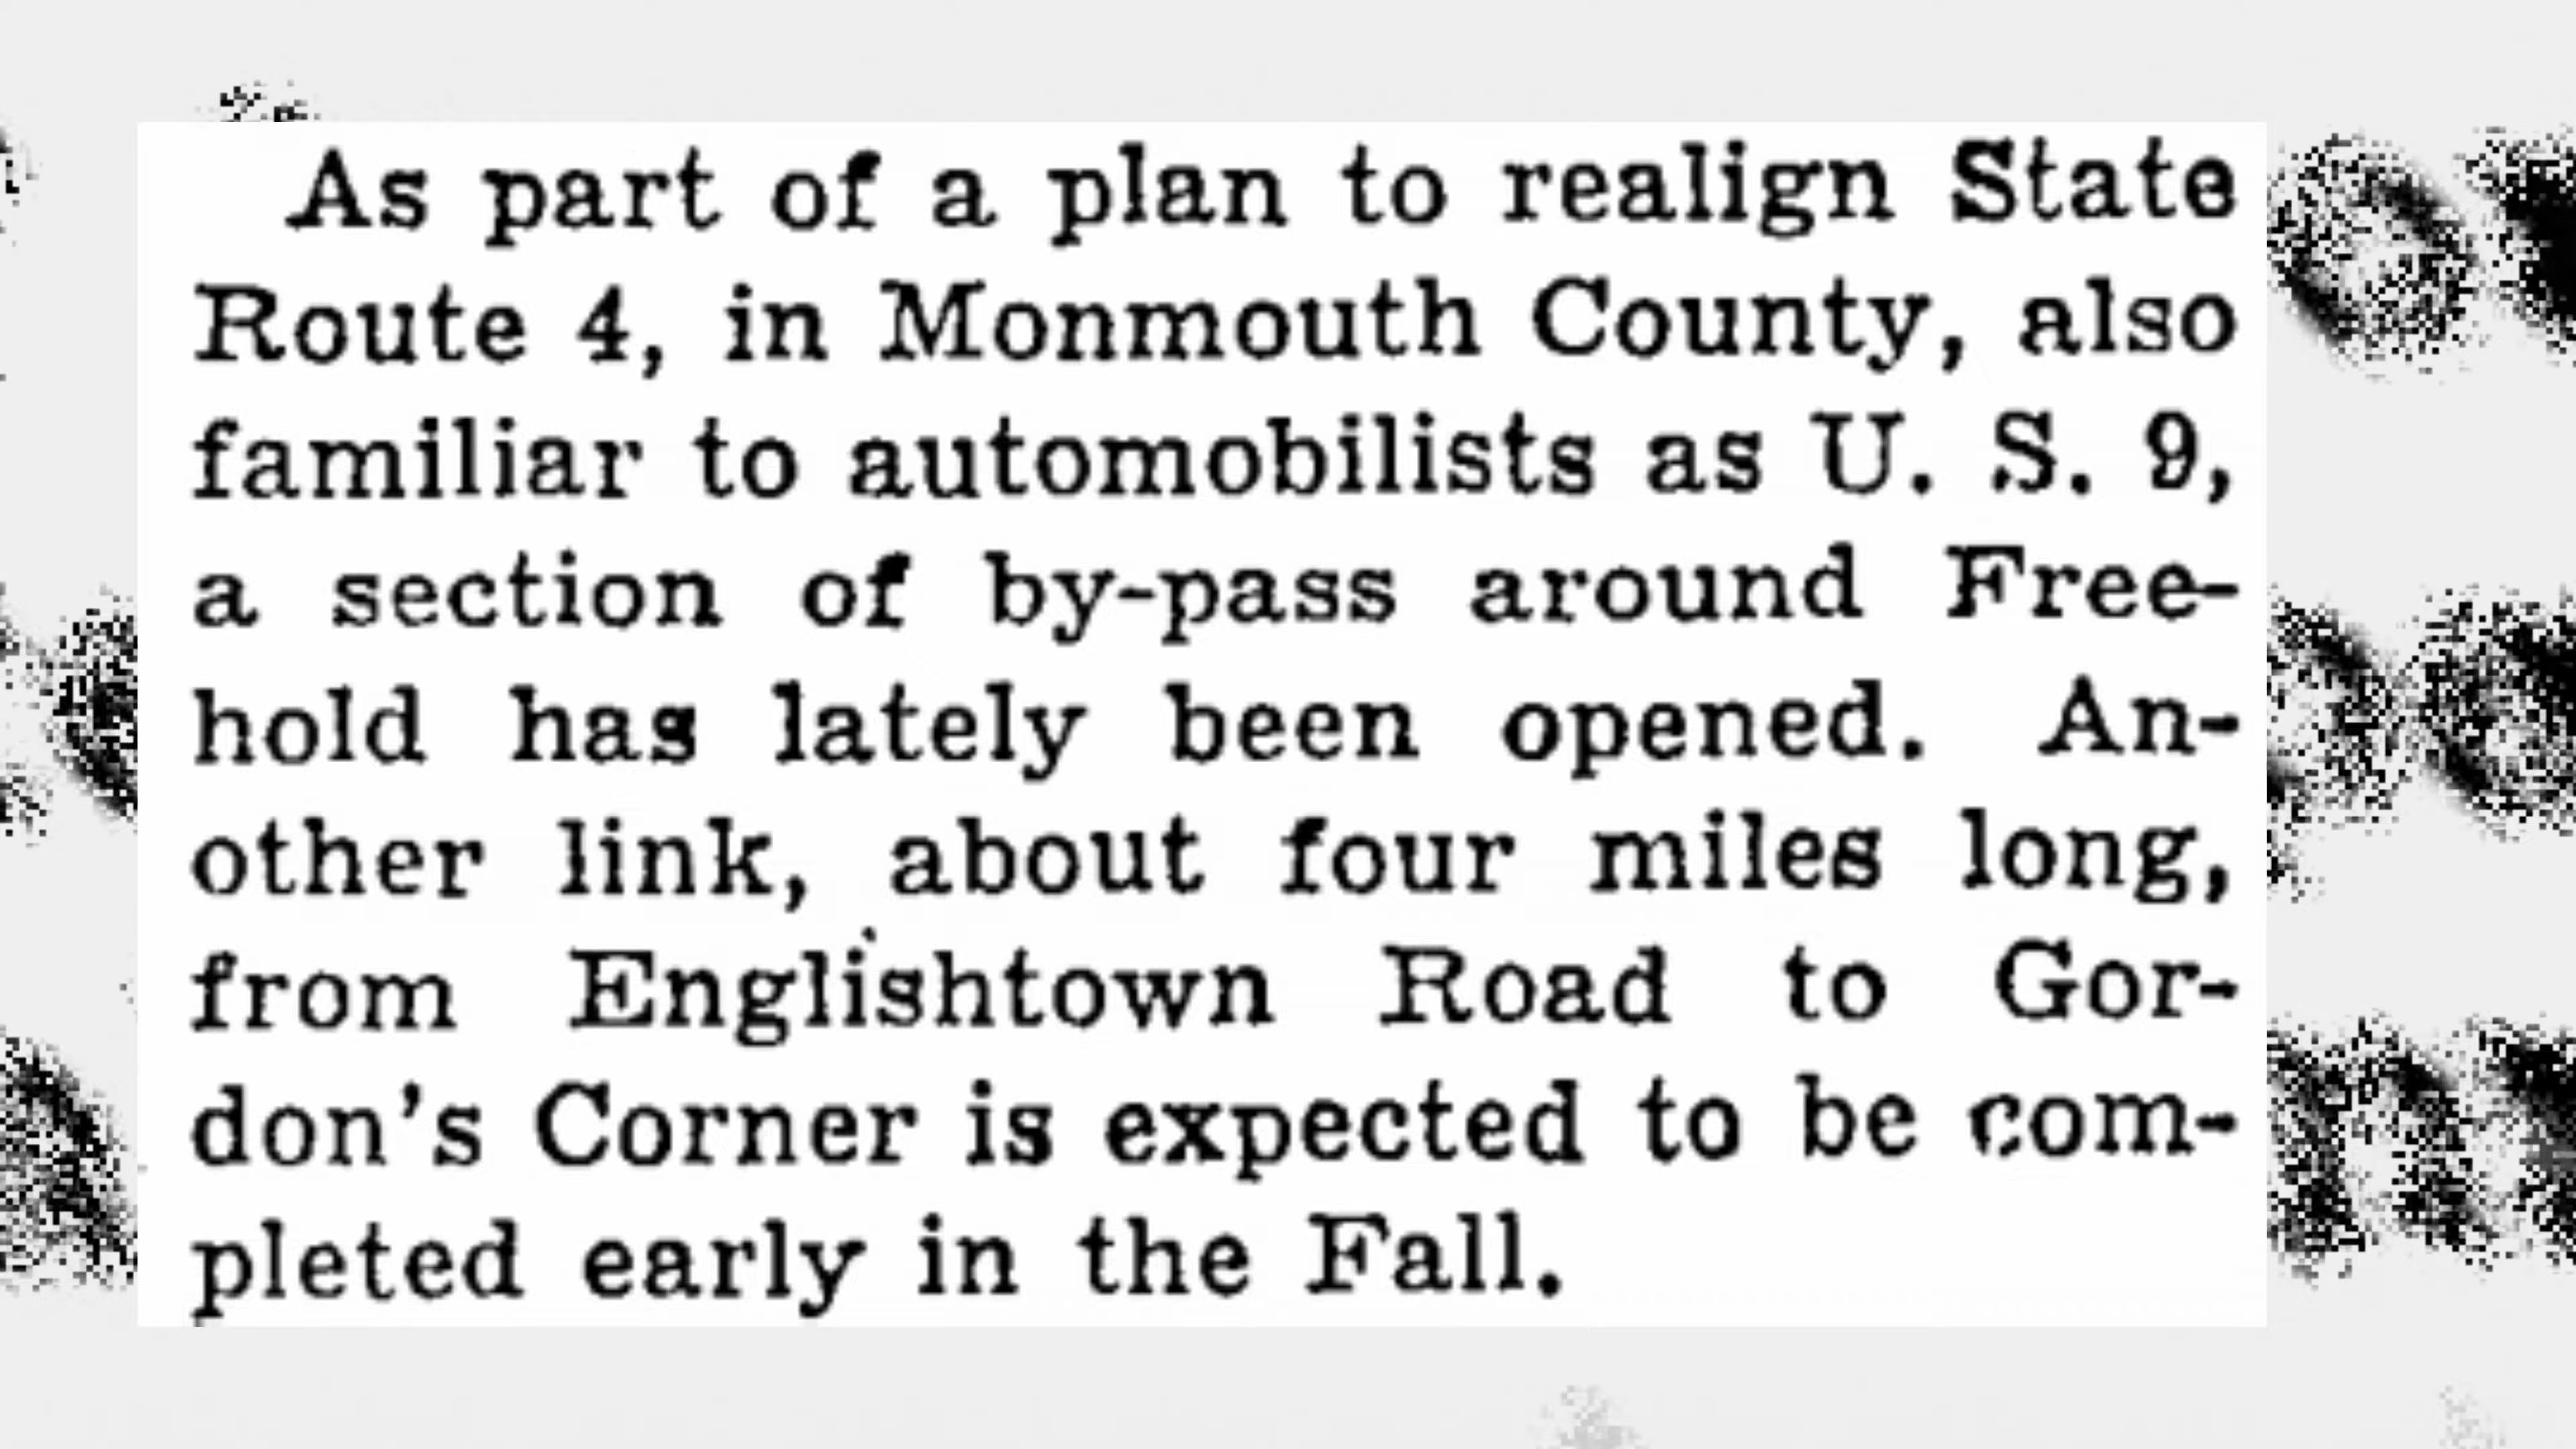 As part of a plan to realign State
Route 4, in Monmouth County, also
familiar to automobilists as U. S. 9,
a section of by-pass around Free-
hold has lately been opened. An-
other link, about four miles long,
from Englishtown Road to Gor-
don's Corner is expected to be com-
pleted early in the Fall.